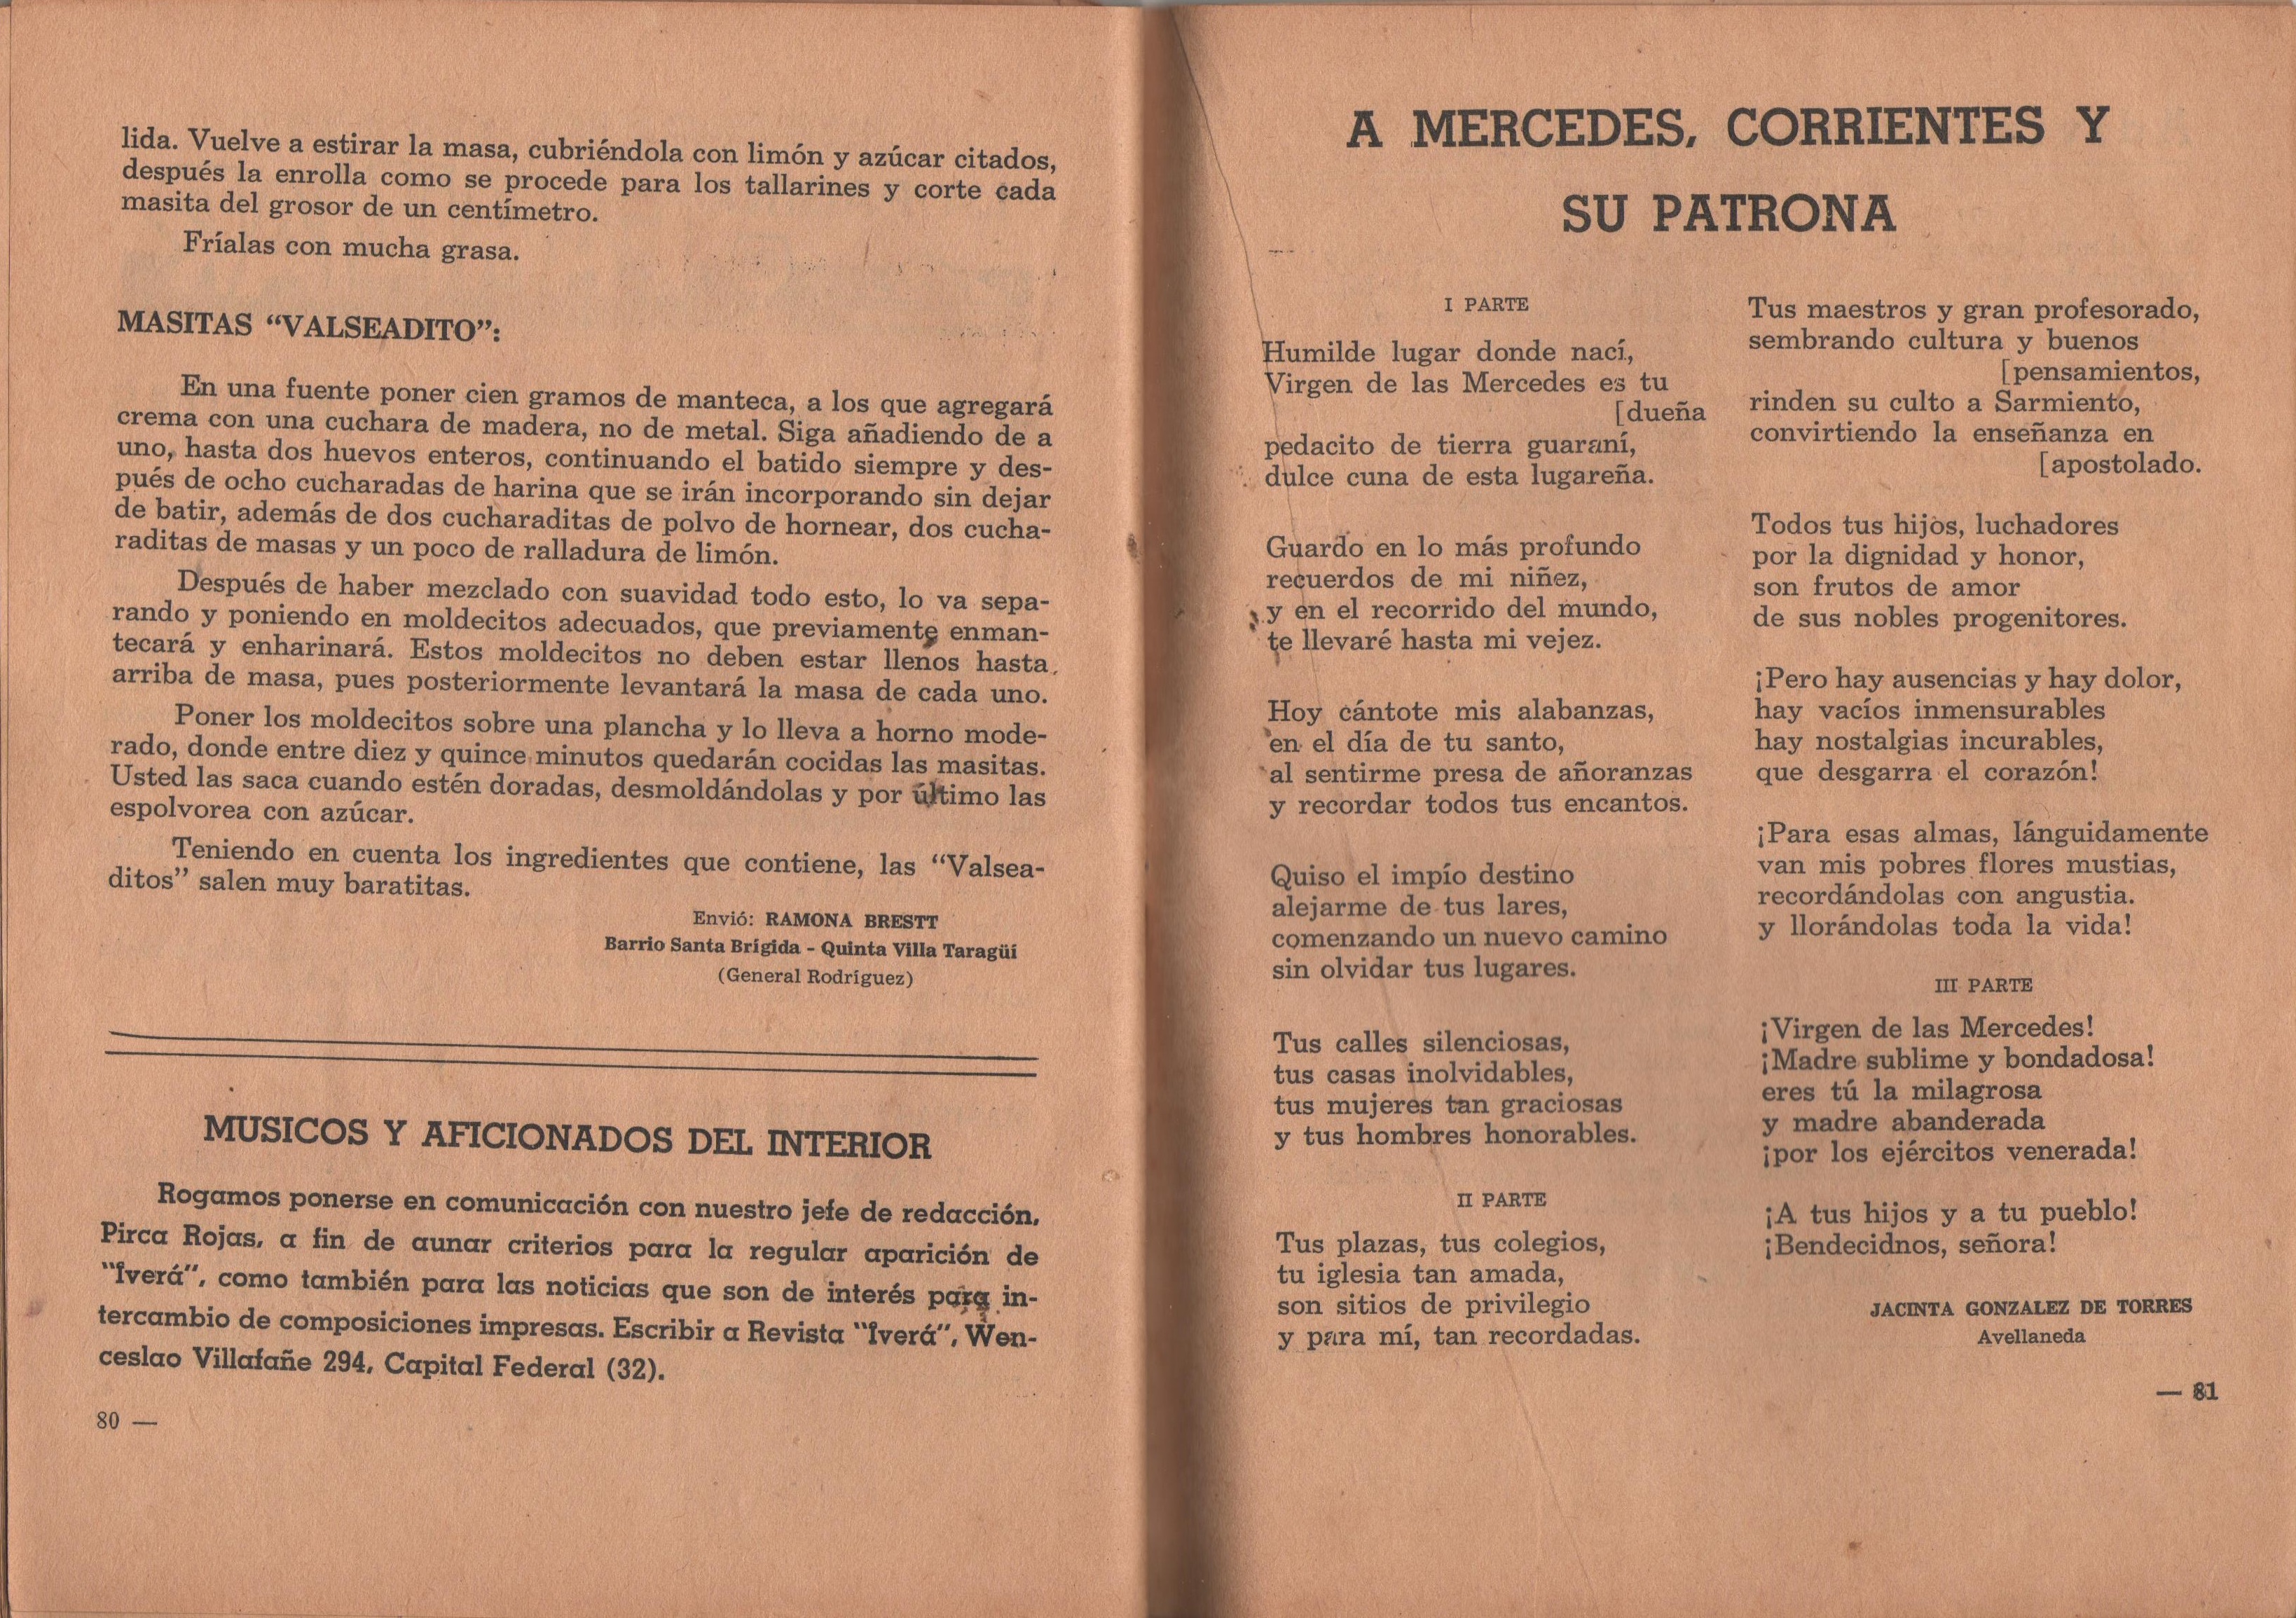 lida. Vuelve a estirar la masa, cubriéndola con limón y azúcar citados,
después la enrolla como se procede para los tallarines y corte cada
masita del grosor de un centímetro.
Fríalas con mucha grasa.
MASITAS “VALSEADITO”:
En una fuente poner cien gramos de manteca, a los que agregará
crema con una cuchara de madera, no de metal. Siga añadiendo de a
uno, hasta dos huevos enteros, continuando el batido siempre y des-
pués de ocho cucharadas de harina que se irán incorporando sin dejar
de batir, además de dos cucharaditas de polvo de hornear, dos cucha-
raditas de masas y un poco de ralladura de limón.
Después de haber mezclado con suavidad todo esto, lo va sepa-
rando y poniendo en moldecitos adecuados, que previamente enman-
tecará y enharinará. Estos moldecitos no deben estar llenos hasta
arriba de masa, pues posteriormente levantará la masa de cada uno.
Poner los moldecitos sobre una plancha y lo lleva a horno mode-
rado, donde entre diez y quince minutos quedarán cocidas las masitas.
Usted las saca cuando estén doradas, desmoldándolas y por último las
espolvorea con azúcar.
Teniendo en cuenta los ingredientes que contiene, las “Valsea-
ditos” salen muy baratitas.
Envió: RAMONA BRESTT
Barrio Santa Brígida - Quinta Villa Taragüí
(General Rodríguez)
MUSICOS Y AFICIONADOS DEL INTERIOR
Rogamos ponerse en comunicación con nuestro jefe de redacción,
Pirca Rojas, a fin de aunar criterios para la regular aparición de
“Iverá”, como también para las noticias que son de interés para in-
tercambio de composiciones impresas. Escribir a Revista “Iverá”, Wen-
ceslao Villafañe 294, Capital Federal (32).
80 —
A MERCEDES, CORRIENTES Y
SU PATRONA
I PARTE
Humilde lugar donde nací,
Virgen de las Mercedes es tu
[dueña
pedacito de tierra guaraní,
dulce cuna de esta lugareña.
Guardo en lo más profundo
recuerdos de mi niñez,
y en el recorrido del mundo,
te llevaré hasta mi vejez.
Hoy cántote mis alabanzas,
en el día de tu santo,
al sentirme presa de añoranzas
y recordar todos tus encantos.
Quiso el impío destino
alejarme de tus lares,
comenzando un nuevo camino
sin olvidar tus lugares.
Tus calles silenciosas,
tus casas inolvidables,
tus mujeres tan graciosas
y tus hombres honorables.
II PARTE
Tus plazas, tus colegios,
tu iglesia tan amada,
son sitios de privilegio
y para mí, tan recordadas.
Tus maestros y gran profesorado,
sembrando cultura y buenos
[pensamientos,
rinden su culto a Sarmiento,
convirtiendo la enseñanza en
[apostolado.
Todos tus hijos, luchadores
por la dignidad y honor,
son frutos de amor
de sus nobles progenitores.
¡Pero hay ausencias y hay dolor,
hay vacíos inmensurables
hay nostalgias incurables,
que desgarra el corazón!
¡Para esas almas, lánguidamente
van mis pobres flores mustias,
recordándolas con angustia.
y llorándolas toda la vida!
III PARTE
¡Virgen de las Mercedes!
¡Madre sublime y bondadosa!
eres tú la milagrosa
y madre abanderada
¡por los ejércitos venerada!
¡A tus hijos y a tu pueblo!
¡Bendecidnos, señora!
JACINTA GONZALEZ DE TORRES
Avellaneda
— 81